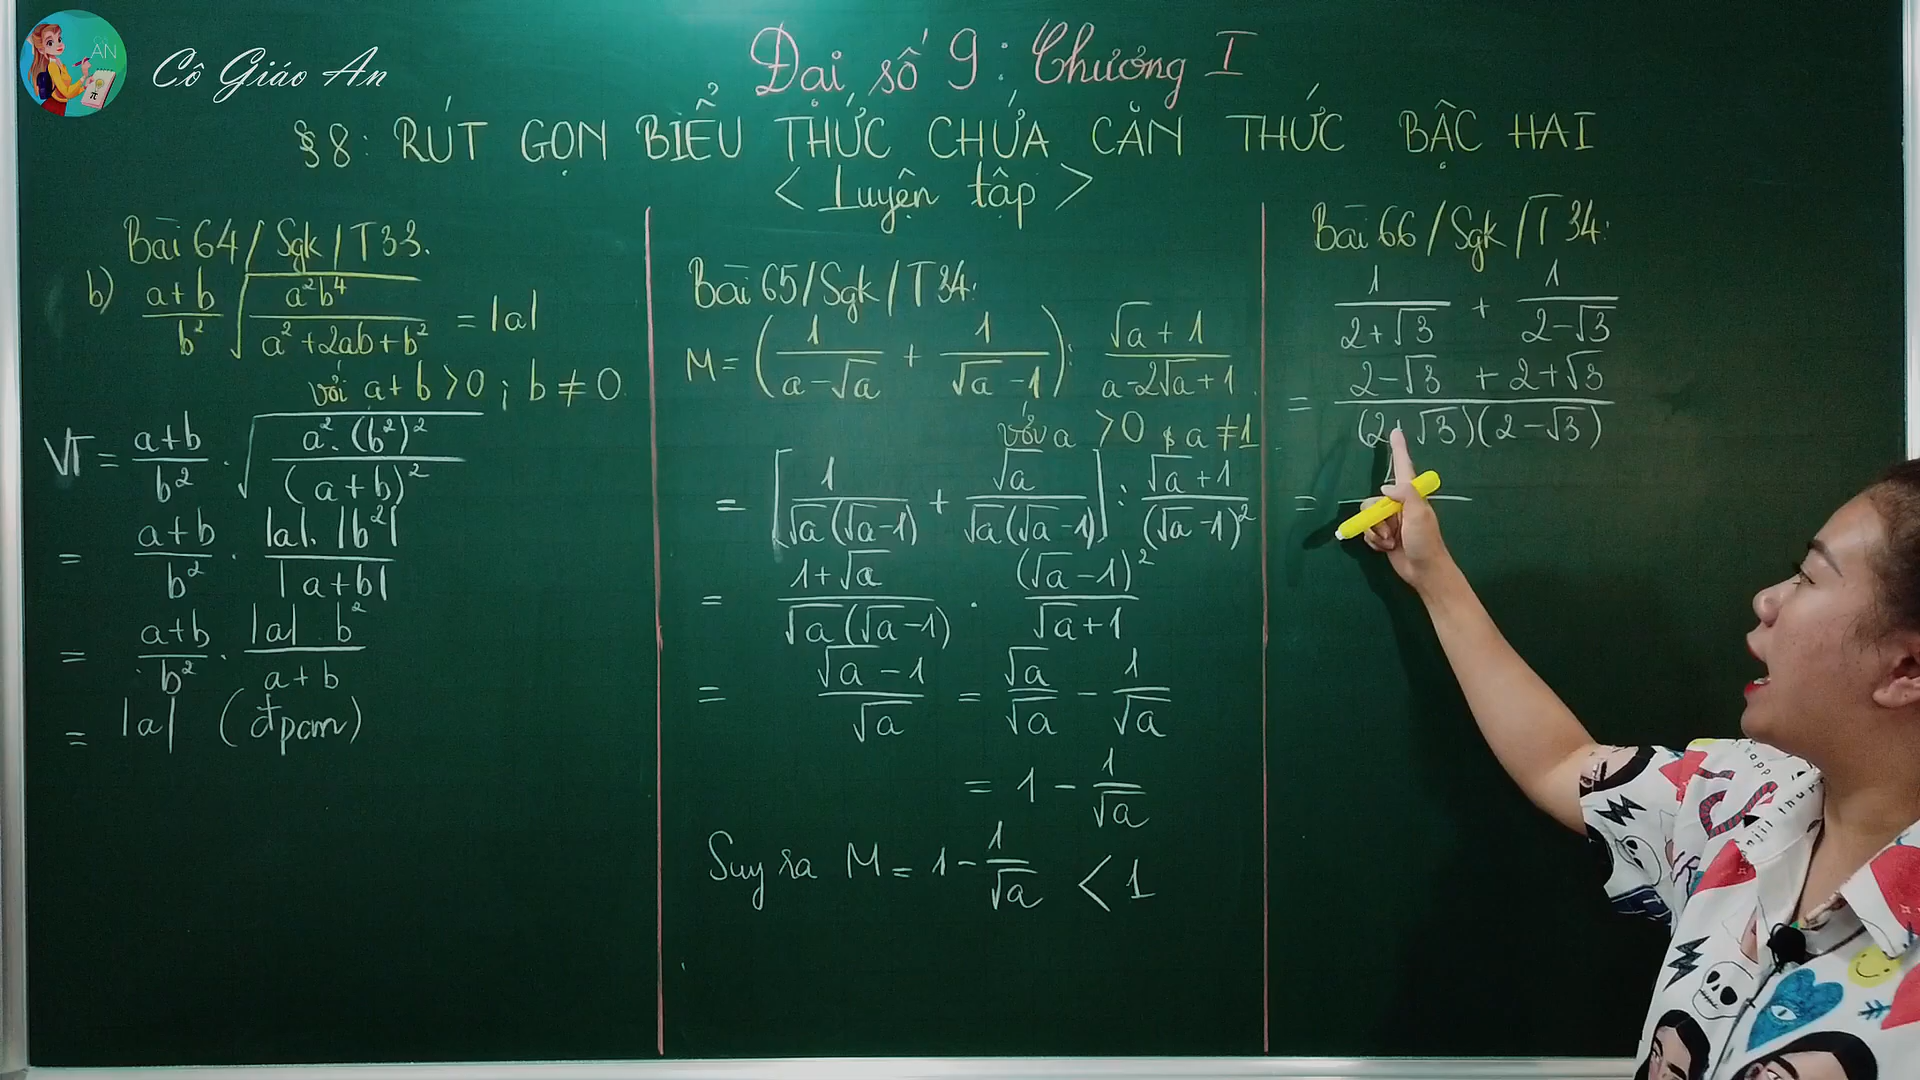 AN
Cô Giáo An
Đại số 9: Chương I
§8: RÚT GỌN BIỂU THỨC CHỨA CĂN THỨC BẬC HAI
< Luyện tập >
Bài 64/Sgk/T33.
b) (a+b)/b² √(a²b⁴/(a²+2ab+b²)) = |a|
với a+b>0; b≠0
VT = (a+b)/b² . √(a².(b²)²/(a+b)²)
= (a+b)/b² . |a|.|b²|/|a+b|
= (a+b)/b² . |a|.b²/(a+b)
= |a| (đpcm)
Bài 65/Sgk/T34:
M = (1/(a-√a) + 1/(√a-1)) : (√a+1)/(a-2√a+1)
với a >0 & a≠1
= [1/(√a(√a-1)) + √a/(√a(√a-1))] : (√a+1)/(√a-1)²
= (1+√a)/(√a(√a-1)) . (√a-1)²/(√a+1)
= (√a-1)/√a = √a/√a - 1/√a
= 1 - 1/√a
Suy ra M = 1 - 1/√a < 1
Bài 66/Sgk/T34:
1/(2+√3) + 1/(2-√3)
= (2-√3 + 2+√3)/((2+√3)(2-√3))
=